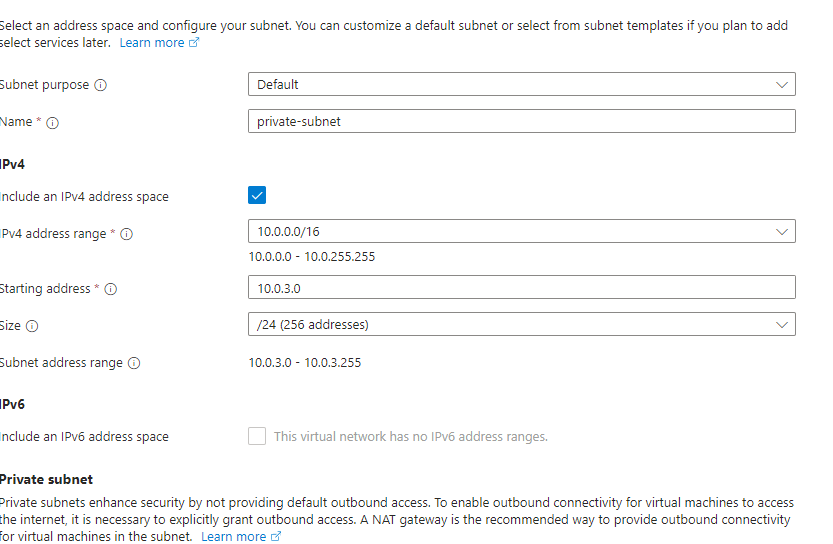 Select an address space and configure your subnet. You can customize a default subnet or select from subnet templates if you plan to add
select services later. Learn more
Subnet purpose
Default
Name *
private-subnet
IPv4
Include an IPv4 address space
IPv4 address range *
10.0.0.0/16
10.0.0.0 - 10.0.255.255
Starting address *
10.0.3.0
Size
/24 (256 addresses)
Subnet address range
10.0.3.0 - 10.0.3.255
IPv6
Include an IPv6 address space
This virtual network has no IPv6 address ranges.
Private subnet
Private subnets enhance security by not providing default outbound access. To enable outbound connectivity for virtual machines to access
the internet, it is necessary to explicitly grant outbound access. A NAT gateway is the recommended way to provide outbound connectivity
for virtual machines in the subnet. Learn more